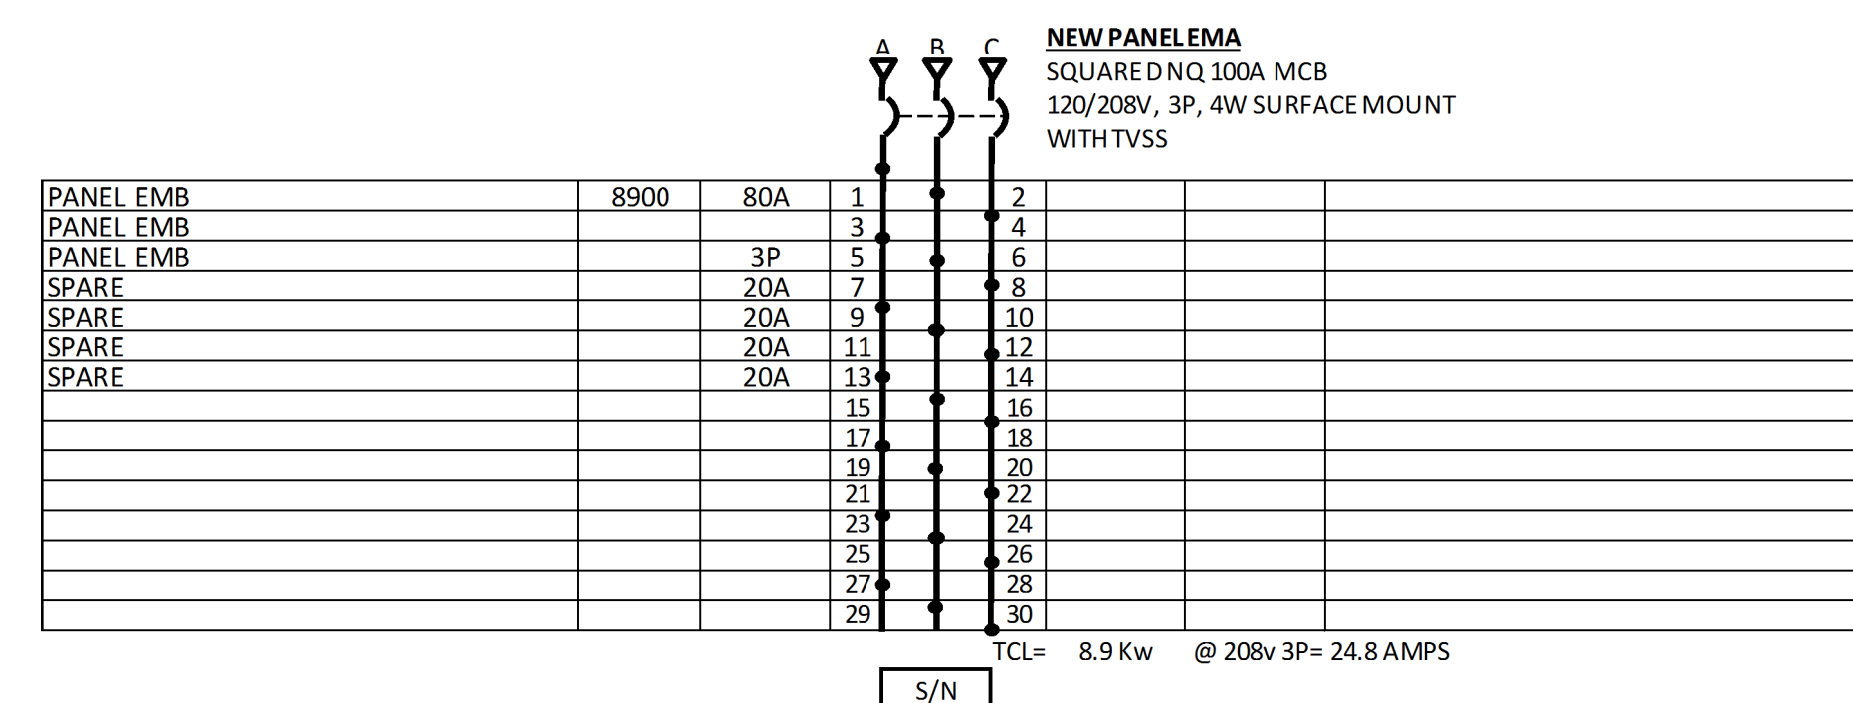 A B C
NEW PANEL EMA
SQUARE D NQ 100A MCB
120/208V, 3P, 4W SURFACE MOUNT
WITH TVSS
PANEL EMB 8900 80A 1 2
PANEL EMB 3 4
PANEL EMB 3P 5 6
SPARE 20A 7 8
SPARE 20A 9 10
SPARE 20A 11 12
SPARE 20A 13 14
15 16
17 18
19 20
21 22
23 24
25 26
27 28
29 30
TCL= 8.9 Kw @ 208v 3P= 24.8 AMPS
S/N